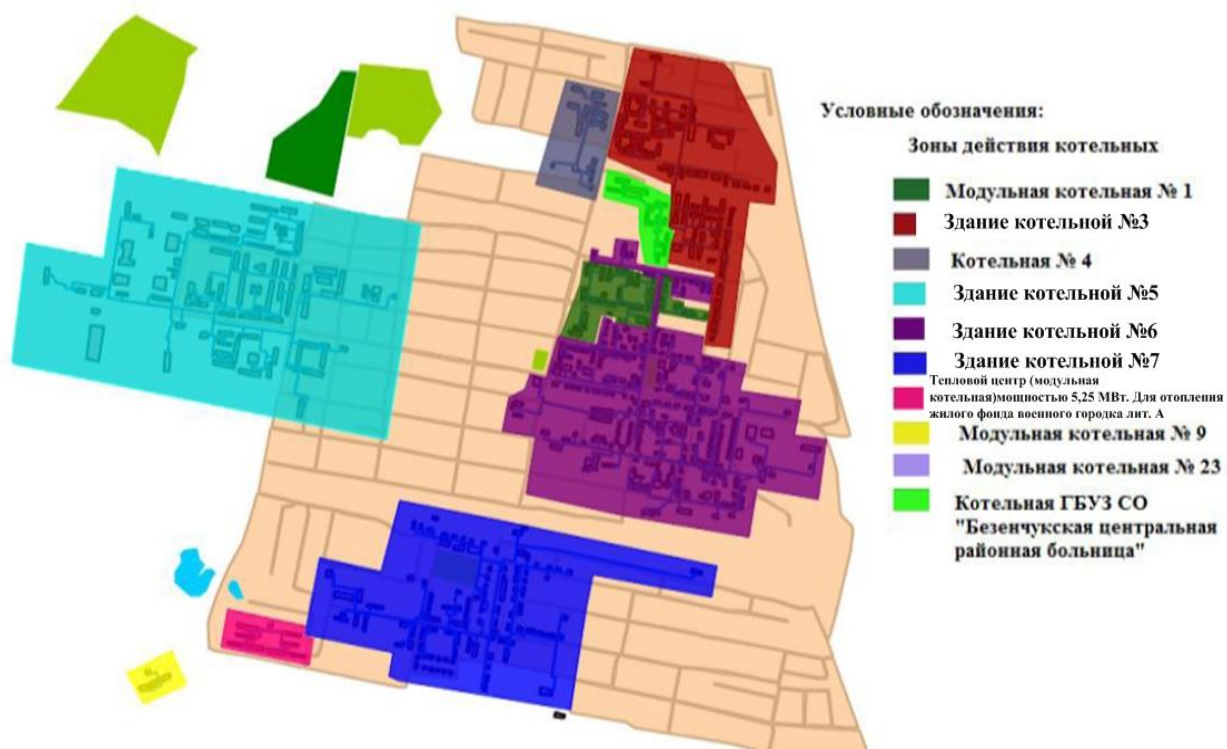 Условные обозначения:
Зоны действия котельных
Модульная котельная № 1
Здание котельной №3
Котельная № 4
Здание котельной №5
Здание котельной №6
Здание котельной №7
Тепловой центр (модульная
котельная)мощностью 5,25 МВт. Для отопления
жилого фонда военного городка лит. А
Модульная котельная № 9
Модульная котельная № 23
Котельная ГБУЗ СО
"Безенчукская центральная
районная больница"